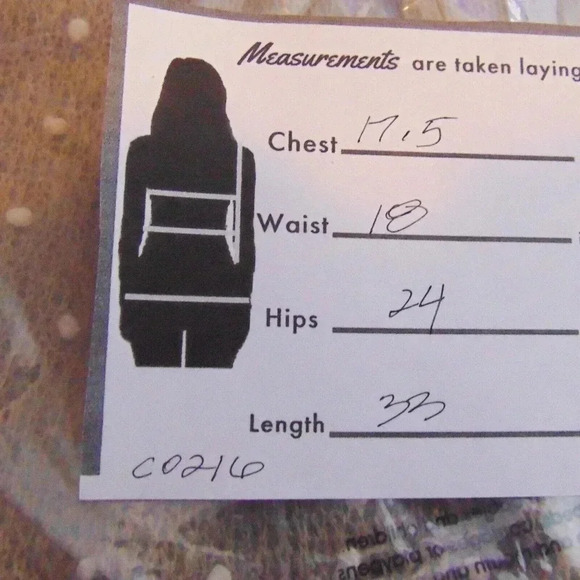 Measurements are taken laying
Chest 17.5
Waist 18
Hips 24
Length 33
C0216